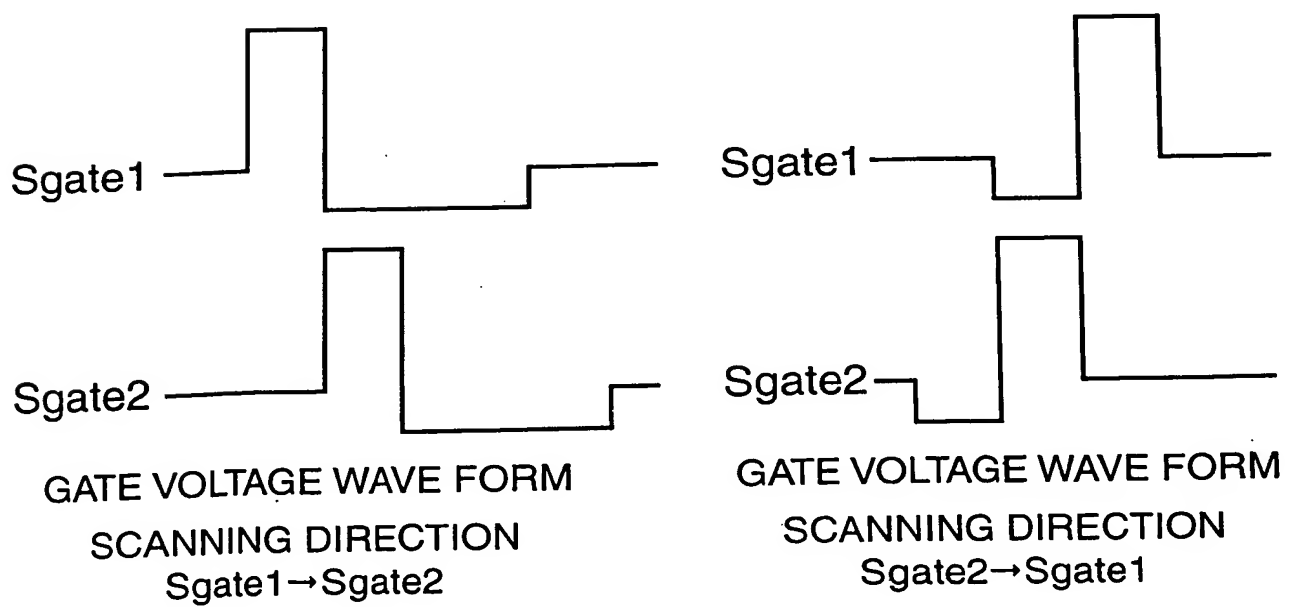 Sgate1
Sgate2
GATE VOLTAGE WAVE FORM
SCANNING DIRECTION
Sgate1→Sgate2
Sgate1
Sgate2
GATE VOLTAGE WAVE FORM
SCANNING DIRECTION
Sgate2→Sgate1